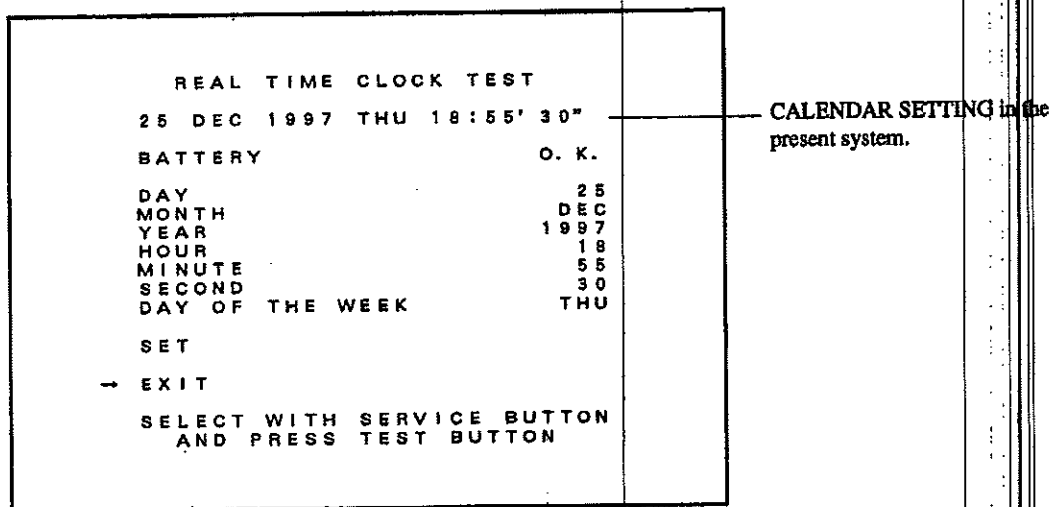 REAL TIME CLOCK TEST
25 DEC 1997 THU 18:55' 30"
CALENDAR SETTING in the
present system.
BATTERY O. K.
DAY 25
MONTH DEC
YEAR 1997
HOUR 18
MINUTE 55
SECOND 30
DAY OF THE WEEK THU
SET
→ EXIT
SELECT WITH SERVICE BUTTON
AND PRESS TEST BUTTON